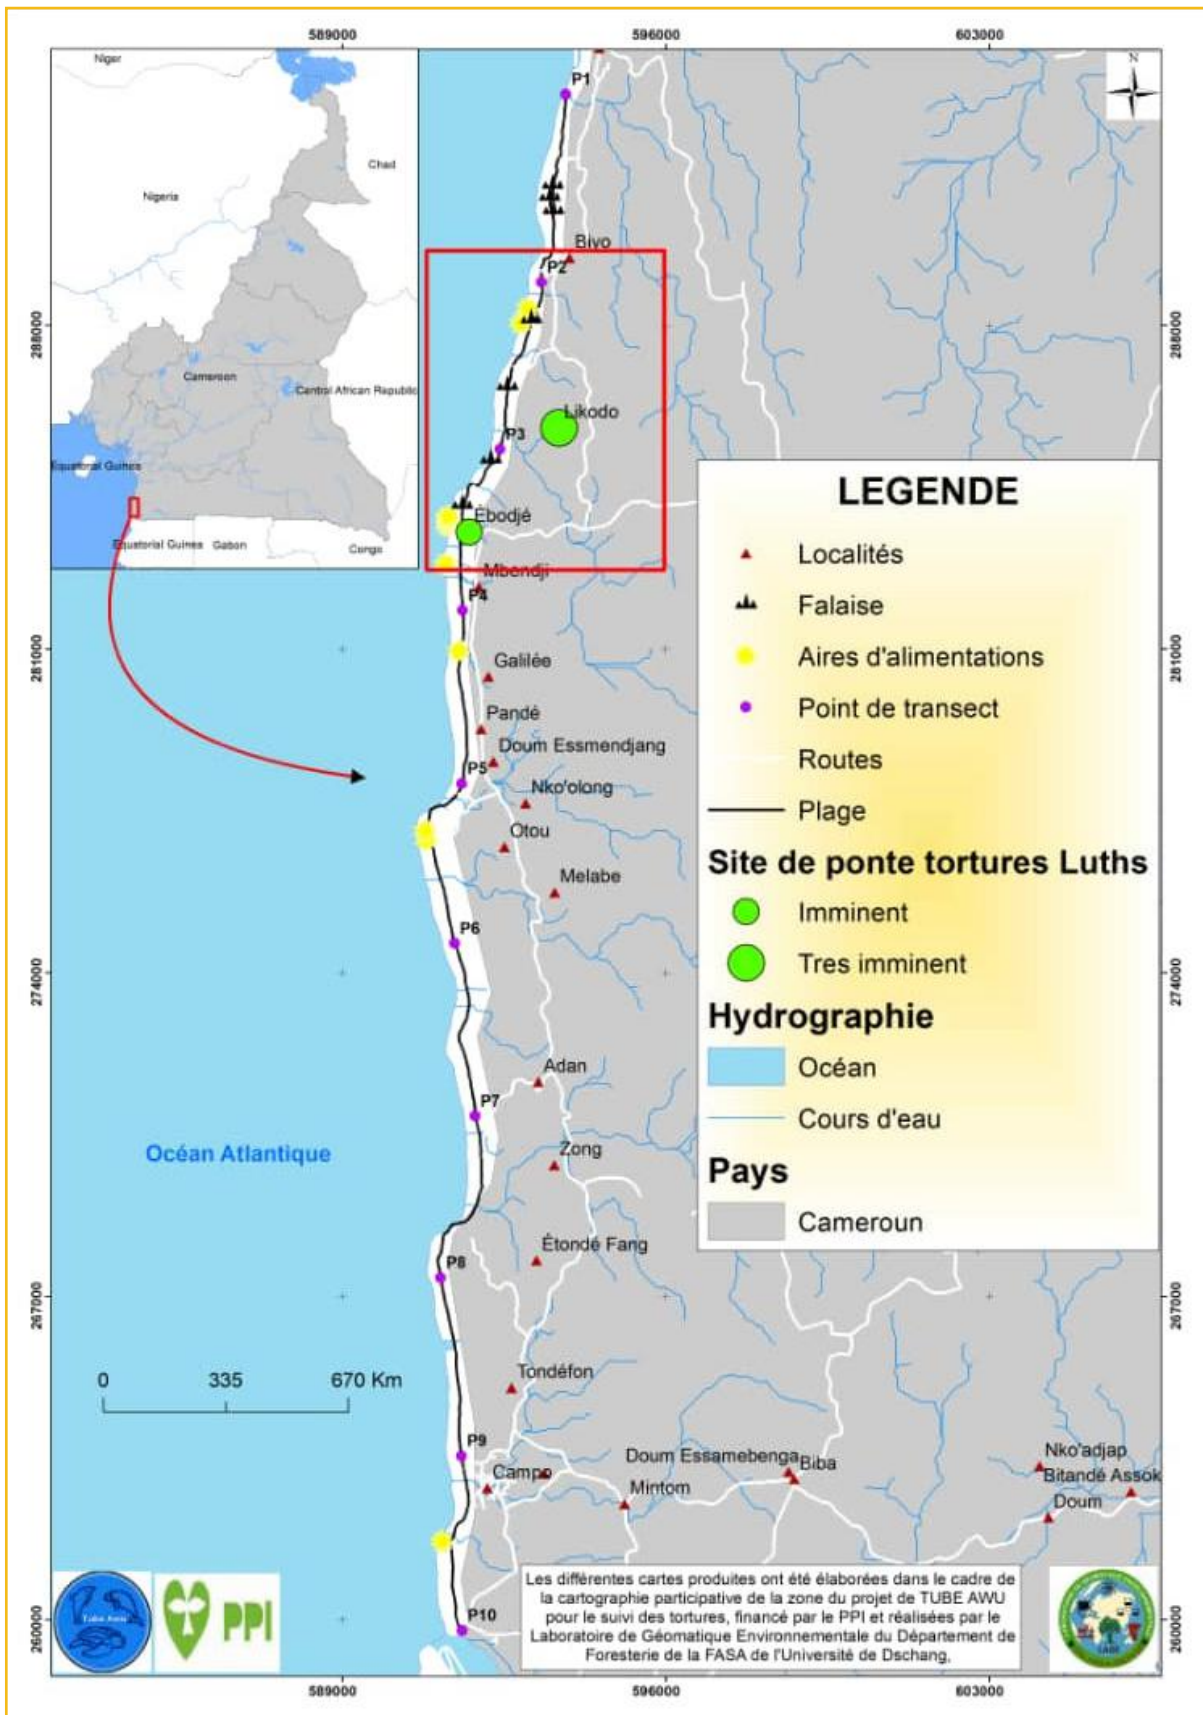 589000 596000 603000
Niger
Chad
Nigeria
Cameroon
Central African Republic
Equatorial Guinea
Equatorial Guinea Gabon
Congo
N
P1
Bivo
P2
288000
288000
Likodo
P3
Ébodjé
Mbendji
P4
281000
281000
Galilée
Pandé
Doum Essmendjang
P5
Nko'olong
Otou
Melabe
P6
274000
274000
Adan
P7
Zong
Océan Atlantique
Étondé Fang
P8
267000
267000
Tondéfon
0 335 670 Km
P9
Campo
Doum Essamebenga
Biba
Mintom
Nko'adjap
Bitandé Assok
Doum
P10
260000
260000
LEGENDE
Localités
Falaise
Aires d'alimentations
Point de transect
Routes
Plage
Site de ponte tortures Luths
Imminent
Tres imminent
Hydrographie
Océan
Cours d'eau
Pays
Cameroun
Tube Awu
PPI
Les différentes cartes produites ont été élaborées dans le cadre de
la cartographie participative de la zone du projet de TUBE AWU
pour le suivi des tortures, financé par le PPI et réalisées par le
Laboratoire de Géomatique Environnementale du Département de
Foresterie de la FASA de l'Université de Dschang,
589000 596000 603000